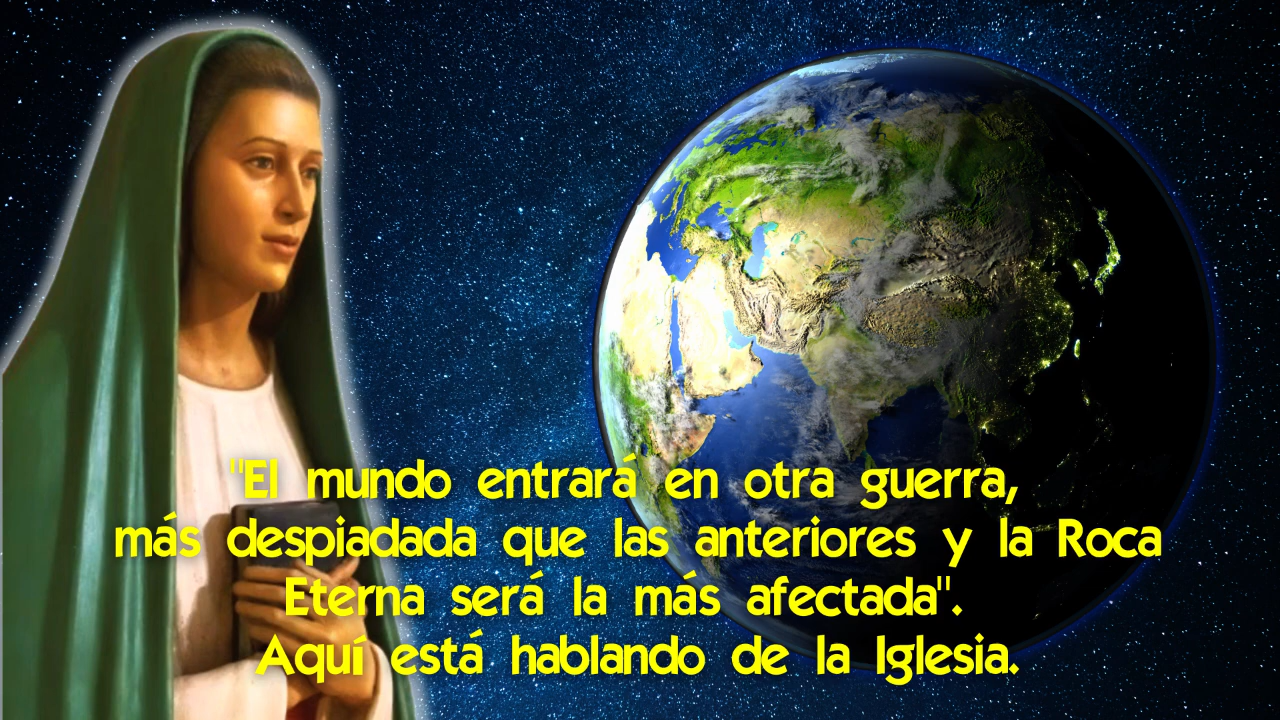 "El mundo entrará en otra guerra,
más despiadada que las anteriores y la Roca
Eterna será la más afectada".
Aquí está hablando de la Iglesia.